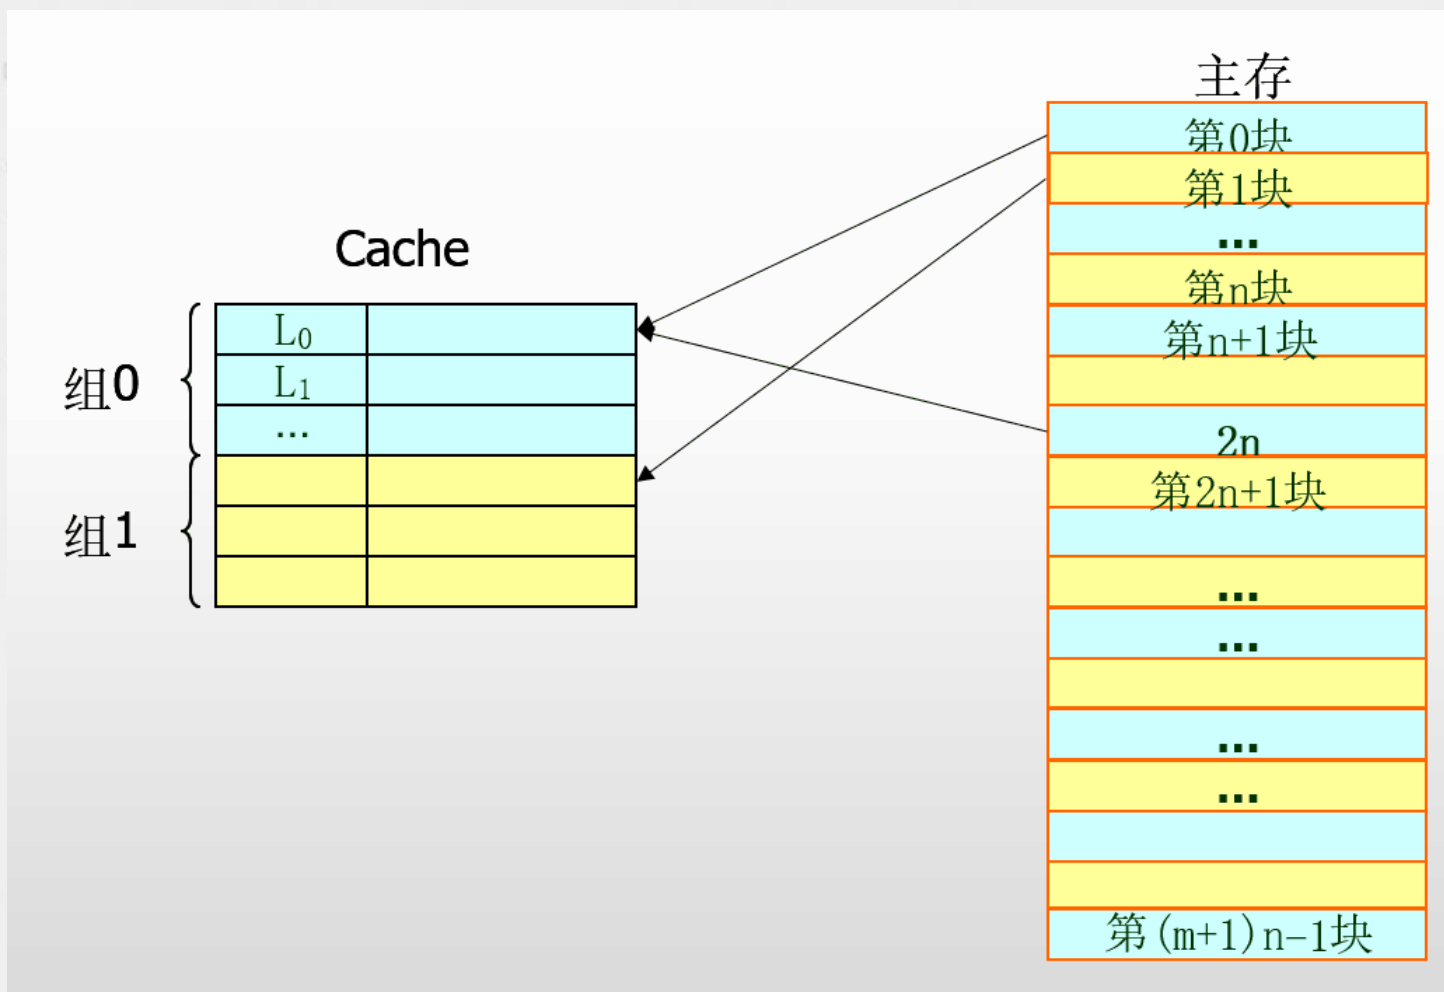 主存
第0块
第1块
...
第n块
第n+1块
2n
第2n+1块
...
...
...
...
第(m+1)n-1块
Cache
组0
L0
L1
...
组1